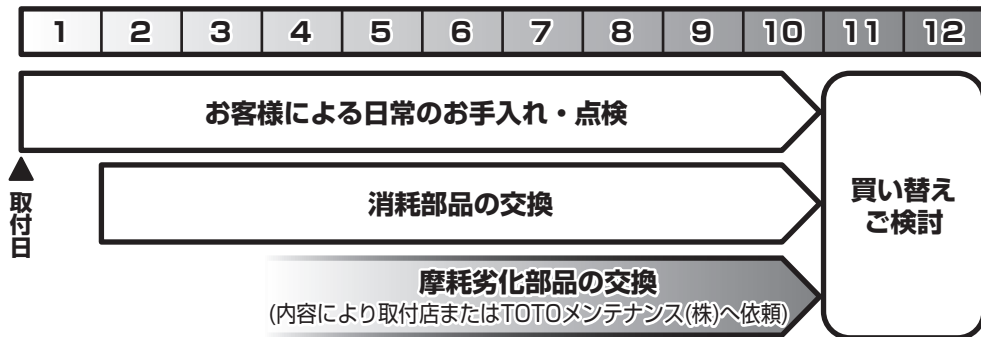 1 2 3 4 5 6 7 8 9 10 11 12
お客様による日常のお手入れ・点検
▲
取付日
消耗部品の交換
摩耗劣化部品の交換
(内容により取付店またはTOTOメンテナンス(株)へ依頼)
買い替え
ご検討